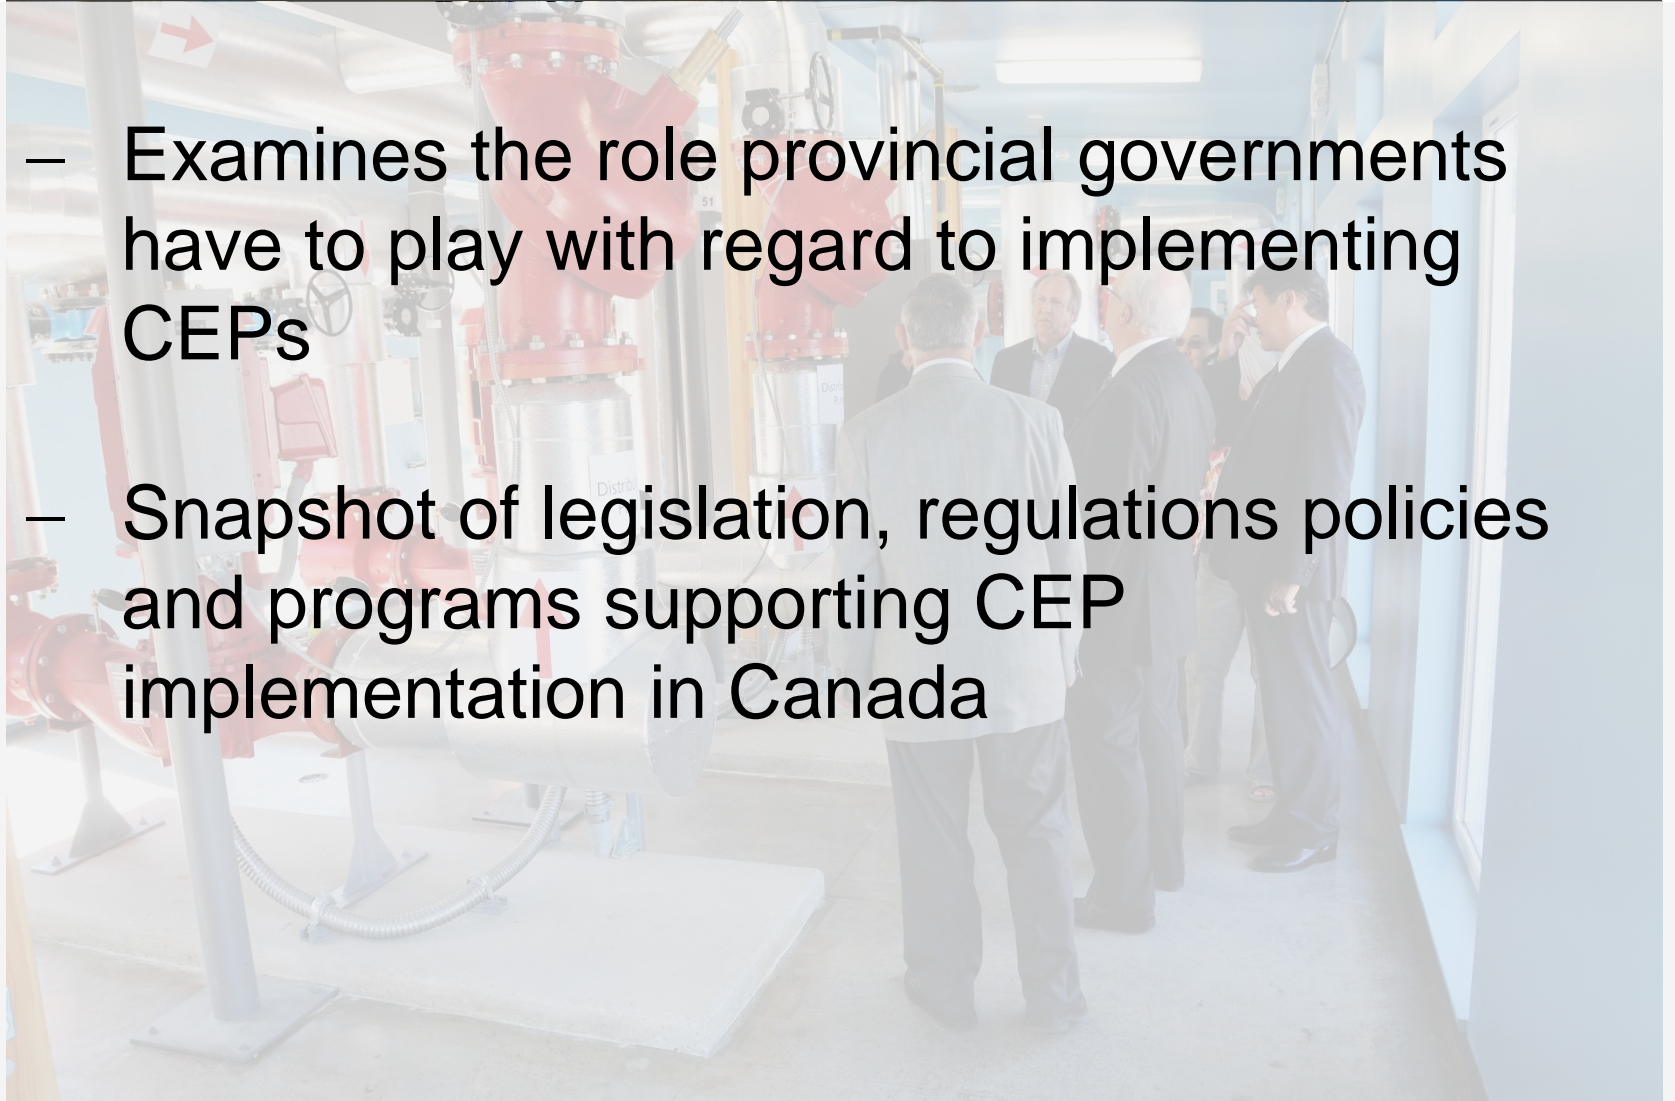 – Examines the role provincial governments
have to play with regard to implementing
CEPs
– Snapshot of legislation, regulations policies
and programs supporting CEP
implementation in Canada
51